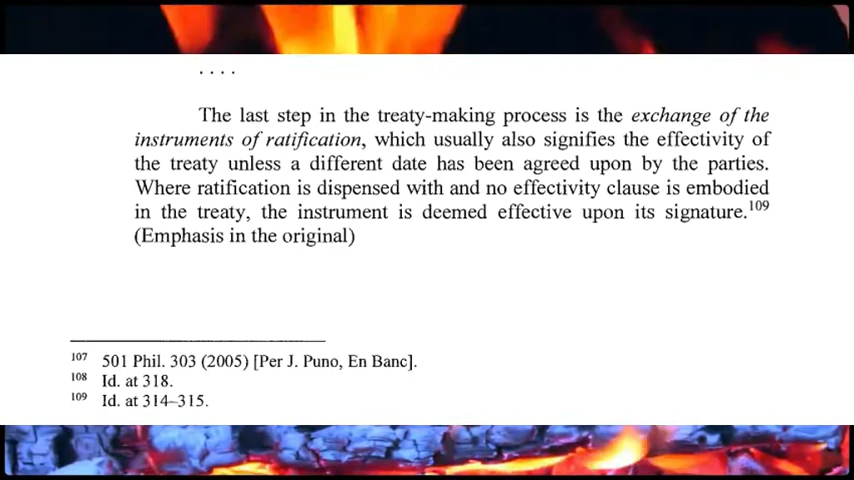 . . . .
The last step in the treaty-making process is the exchange of the
instruments of ratification, which usually also signifies the effectivity of
the treaty unless a different date has been agreed upon by the parties.
Where ratification is dispensed with and no effectivity clause is embodied
in the treaty, the instrument is deemed effective upon its signature.109
(Emphasis in the original)
107 501 Phil. 303 (2005) [Per J. Puno, En Banc].
108 Id. at 318.
109 Id. at 314–315.